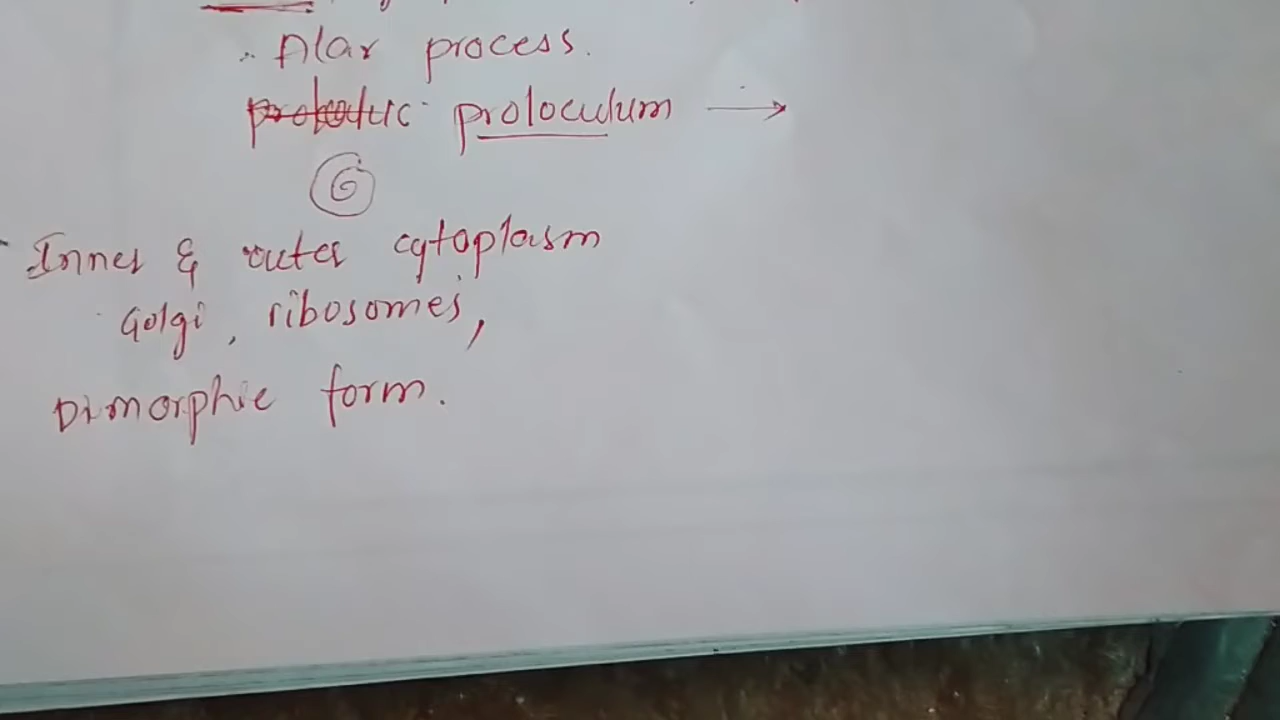 Alar process.
proloculum →
Inner & outer cytoplasm
Golgi, ribosomes,
Dimorphic form.